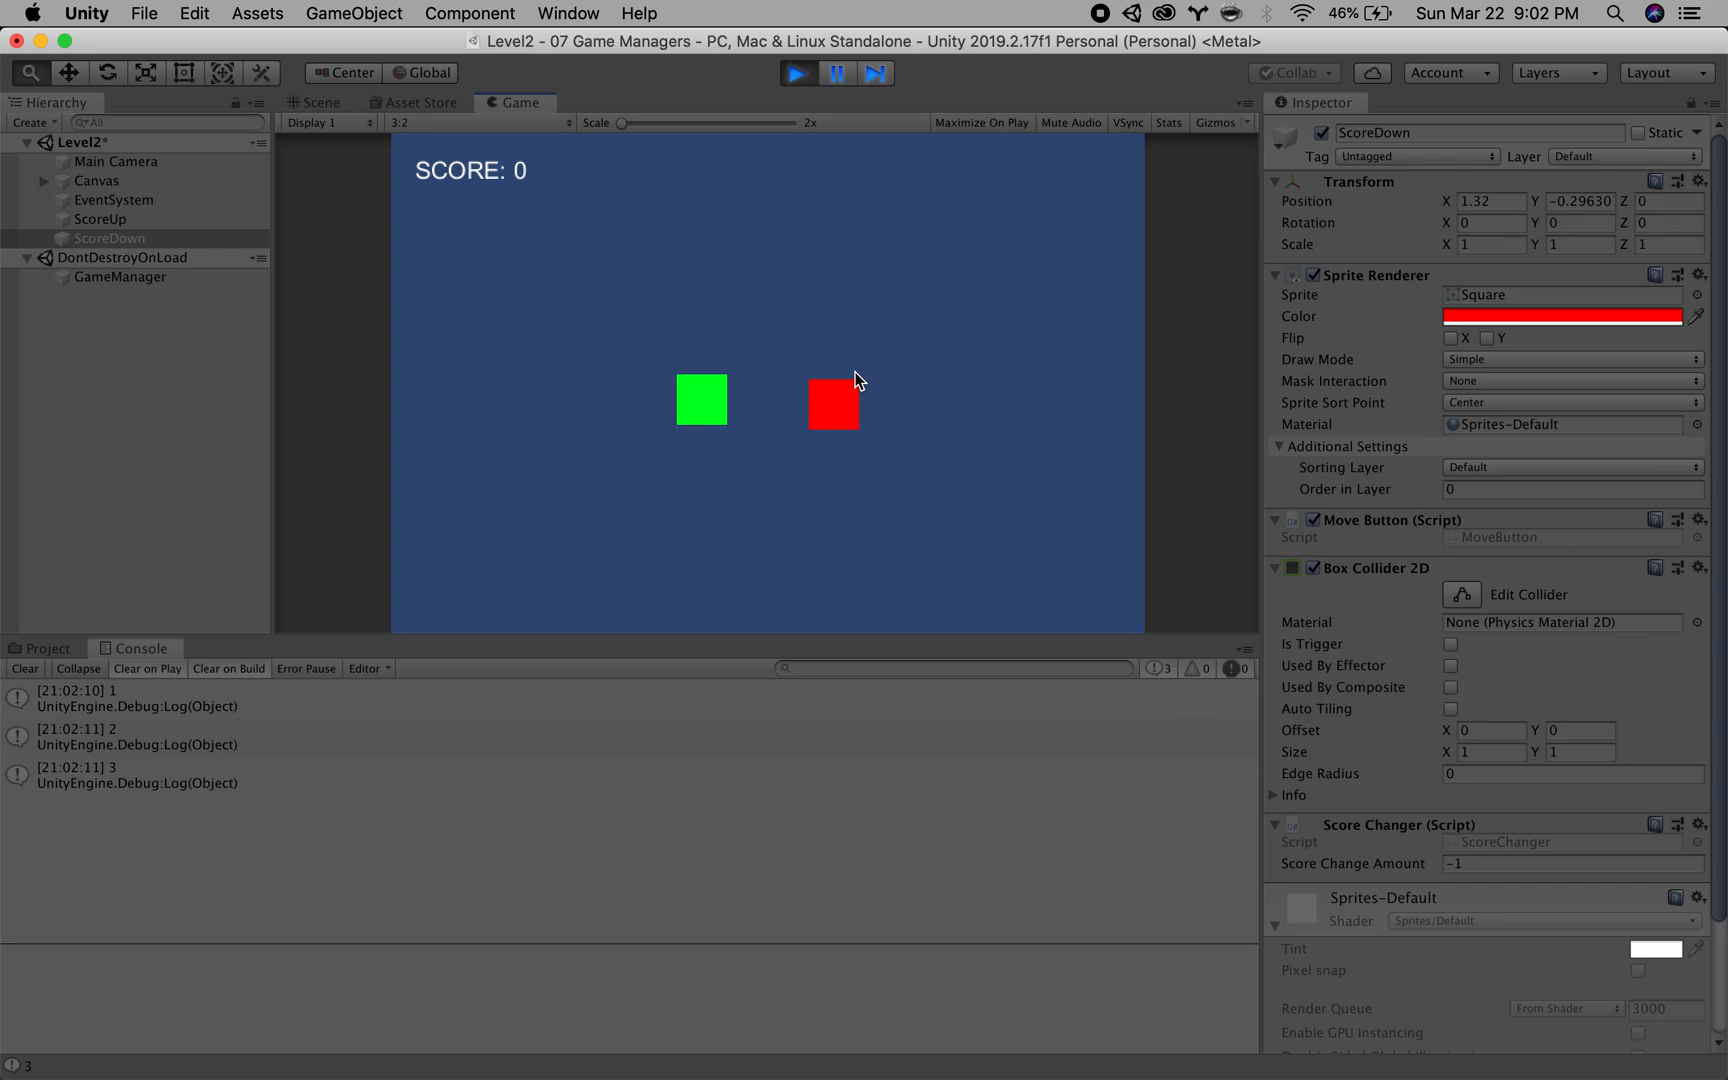 Unity File Edit Assets GameObject Component Window Help 46% Sun Mar 22 9:02 PM
Level2 - 07 Game Managers - PC, Mac & Linux Standalone - Unity 2019.2.17f1 Personal (Personal) <Metal>
Center Global Collab Account Layers Layout
Hierarchy
Create All
Level2*
Main Camera
Canvas
EventSystem
ScoreUp
ScoreDown
DontDestroyOnLoad
GameManager
Scene Asset Store Game
Display 1 3:2 Scale 2x Maximize On Play Mute Audio VSync Stats Gizmos
SCORE: 0
Project Console
Clear Collapse Clear on Play Clear on Build Error Pause Editor 3 0 0
[21:02:10] 1
UnityEngine.Debug:Log(Object)
[21:02:11] 2
UnityEngine.Debug:Log(Object)
[21:02:11] 3
UnityEngine.Debug:Log(Object)
3
Inspector
ScoreDown Static
Tag Untagged Layer Default
Transform
Position X 1.32 Y -0.29630 Z 0
Rotation X 0 Y 0 Z 0
Scale X 1 Y 1 Z 1
Sprite Renderer
Sprite Square
Color
Flip X Y
Draw Mode Simple
Mask Interaction None
Sprite Sort Point Center
Material Sprites-Default
Additional Settings
Sorting Layer Default
Order in Layer 0
Move Button (Script)
Script MoveButton
Box Collider 2D
Edit Collider
Material None (Physics Material 2D)
Is Trigger
Used By Effector
Used By Composite
Auto Tiling
Offset X 0 Y 0
Size X 1 Y 1
Edge Radius 0
Info
Score Changer (Script)
Script ScoreChanger
Score Change Amount -1
Sprites-Default
Shader Sprites/Default
Tint
Pixel snap
Render Queue From Shader 3000
Enable GPU Instancing